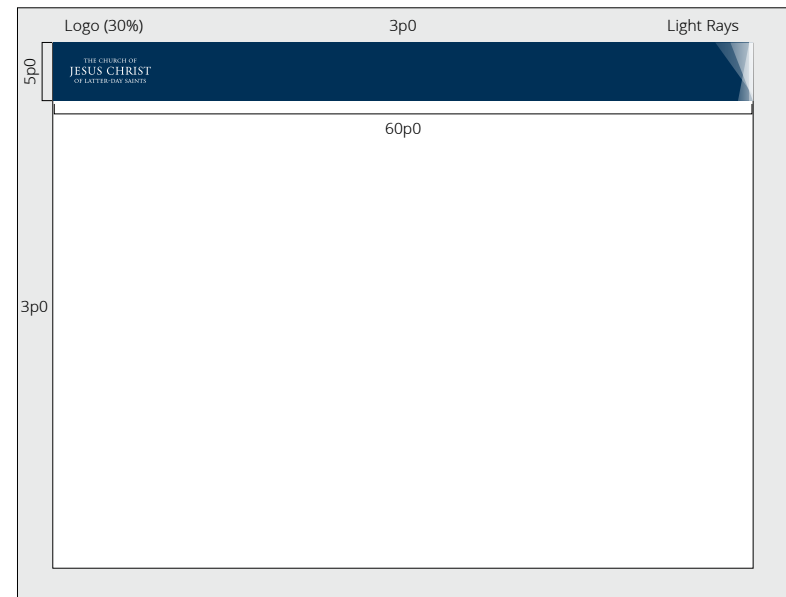 Logo (30%)
3p0
Light Rays
5p0
THE CHURCH OF
JESUS CHRIST
OF LATTER-DAY SAINTS
60p0
3p0